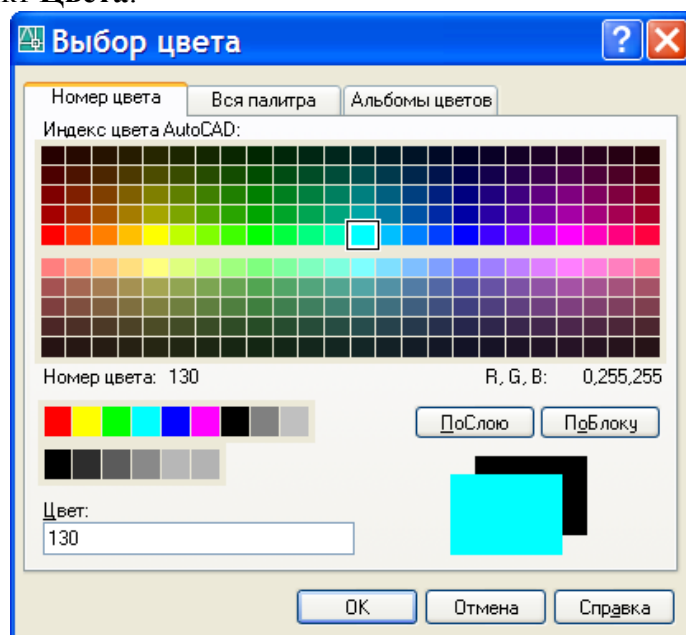 Цвета.
Выбор цвета
Номер цвета Вся палитра Альбомы цветов
Индекс цвета AutoCAD:
Номер цвета: 130 R, G, B: 0,255,255
ПоСлою ПоБлоку
Цвет:
130
OK Отмена Справка